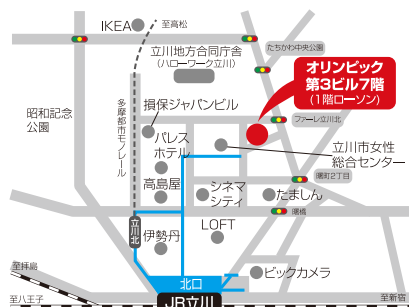 IKEA
至高松
立川地方合同庁舎
(ハローワーク立川)
たちかわ中央公園
オリンピック
第3ビル7階
(1階ローソン)
昭和記念
公園
多摩都市モノレール
損保ジャパンビル
ファーレ立川北
パレス
ホテル
立川市女性
総合センター
高島屋
シネマ
シティ
曙町2丁目
たましん
曙橋
立川北
伊勢丹
LOFT
至拝島
北口
ビックカメラ
至八王子
JR立川
至新宿